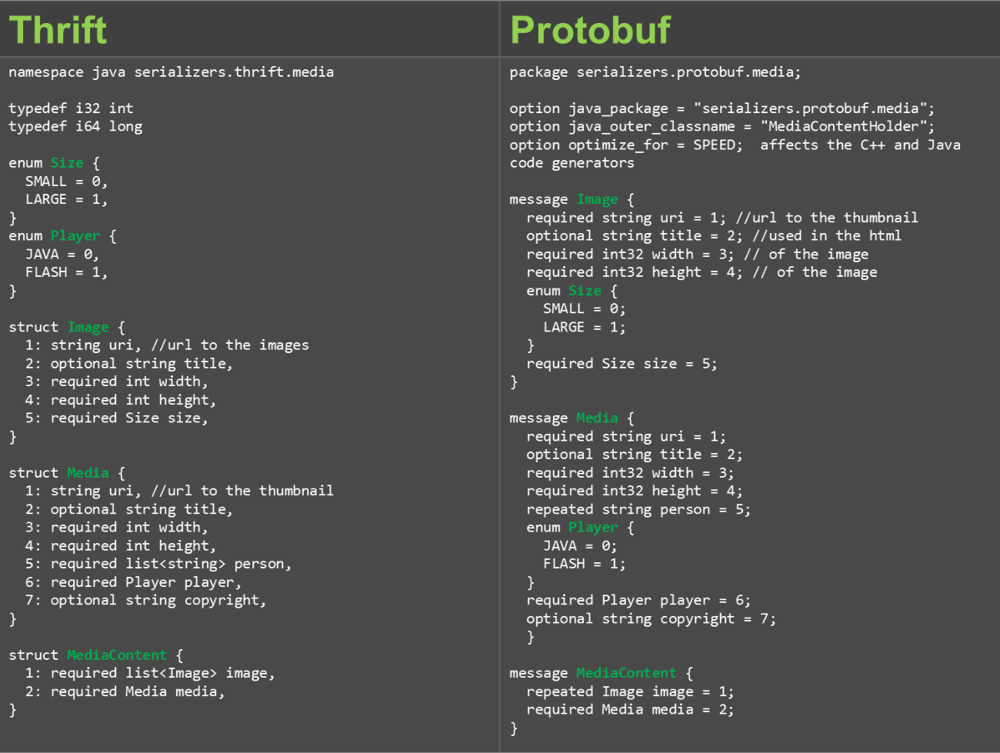 Thrift
namespace java serializers.thrift.media
typedef i32 int
typedef i64 long
enum Size {
SMALL = 0,
LARGE = 1,
}
enum Player {
JAVA = 0,
FLASH = 1,
}
struct Image {
1: string uri, //url to the images
2: optional string title,
3: required int width,
4: required int height,
5: required Size size,
}
struct Media {
1: string uri, //url to the thumbnail
2: optional string title,
3: required int width,
4: required int height,
5: required list<string> person,
6: required Player player,
7: optional string copyright,
}
struct MediaContent {
1: required list<Image> image,
2: required Media media,
}
Protobuf
package serializers.protobuf.media;
option java_package = "serializers.protobuf.media";
option java_outer_classname = "MediaContentHolder";
option optimize_for = SPEED;  affects the C++ and Java
code generators
message Image {
required string uri = 1; //url to the thumbnail
optional string title = 2; //used in the html
required int32 width = 3; // of the image
required int32 height = 4; // of the image
enum Size {
SMALL = 0;
LARGE = 1;
}
required Size size = 5;
}
message Media {
required string uri = 1;
optional string title = 2;
required int32 width = 3;
required int32 height = 4;
repeated string person = 5;
enum Player {
JAVA = 0;
FLASH = 1;
}
required Player player = 6;
optional string copyright = 7;
}
message MediaContent {
repeated Image image = 1;
required Media media = 2;
}